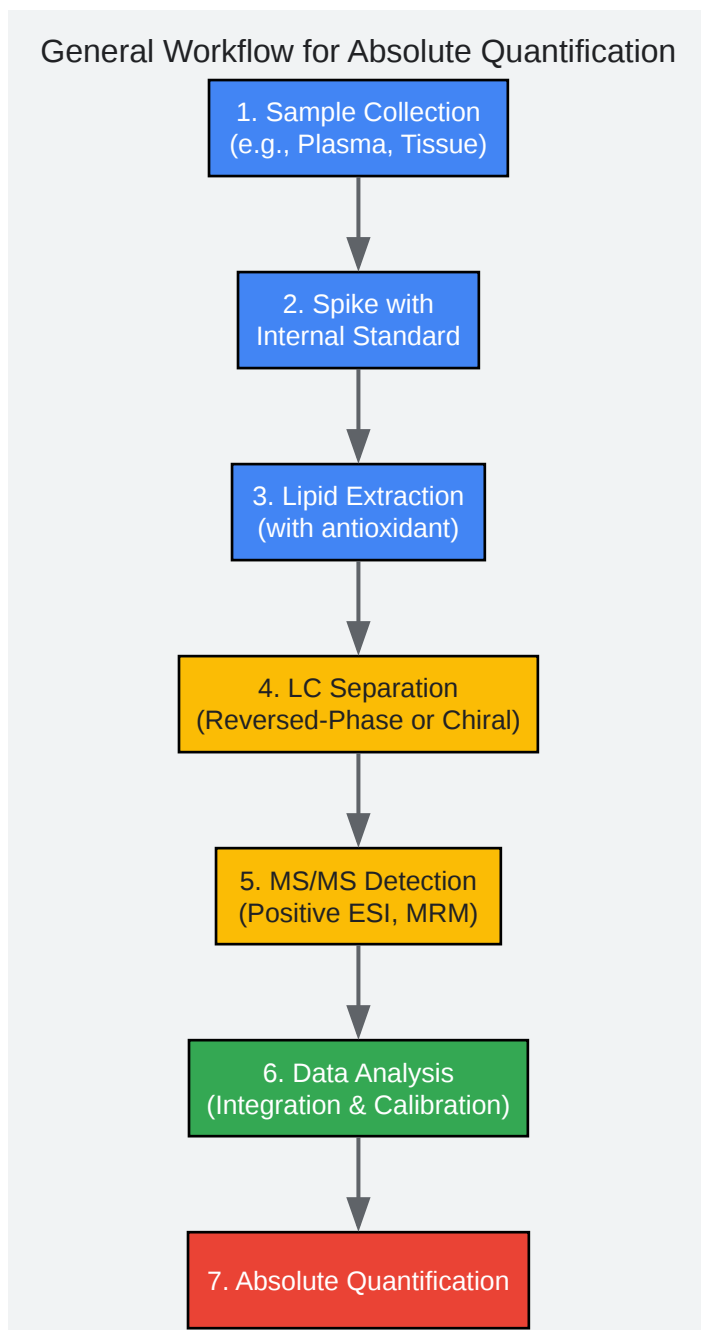 General Workflow for Absolute Quantification
1. Sample Collection
(e.g., Plasma, Tissue)
2. Spike with
Internal Standard
3. Lipid Extraction
(with antioxidant)
4. LC Separation
(Reversed-Phase or Chiral)
5. MS/MS Detection
(Positive ESI, MRM)
6. Data Analysis
(Integration & Calibration)
7. Absolute Quantification